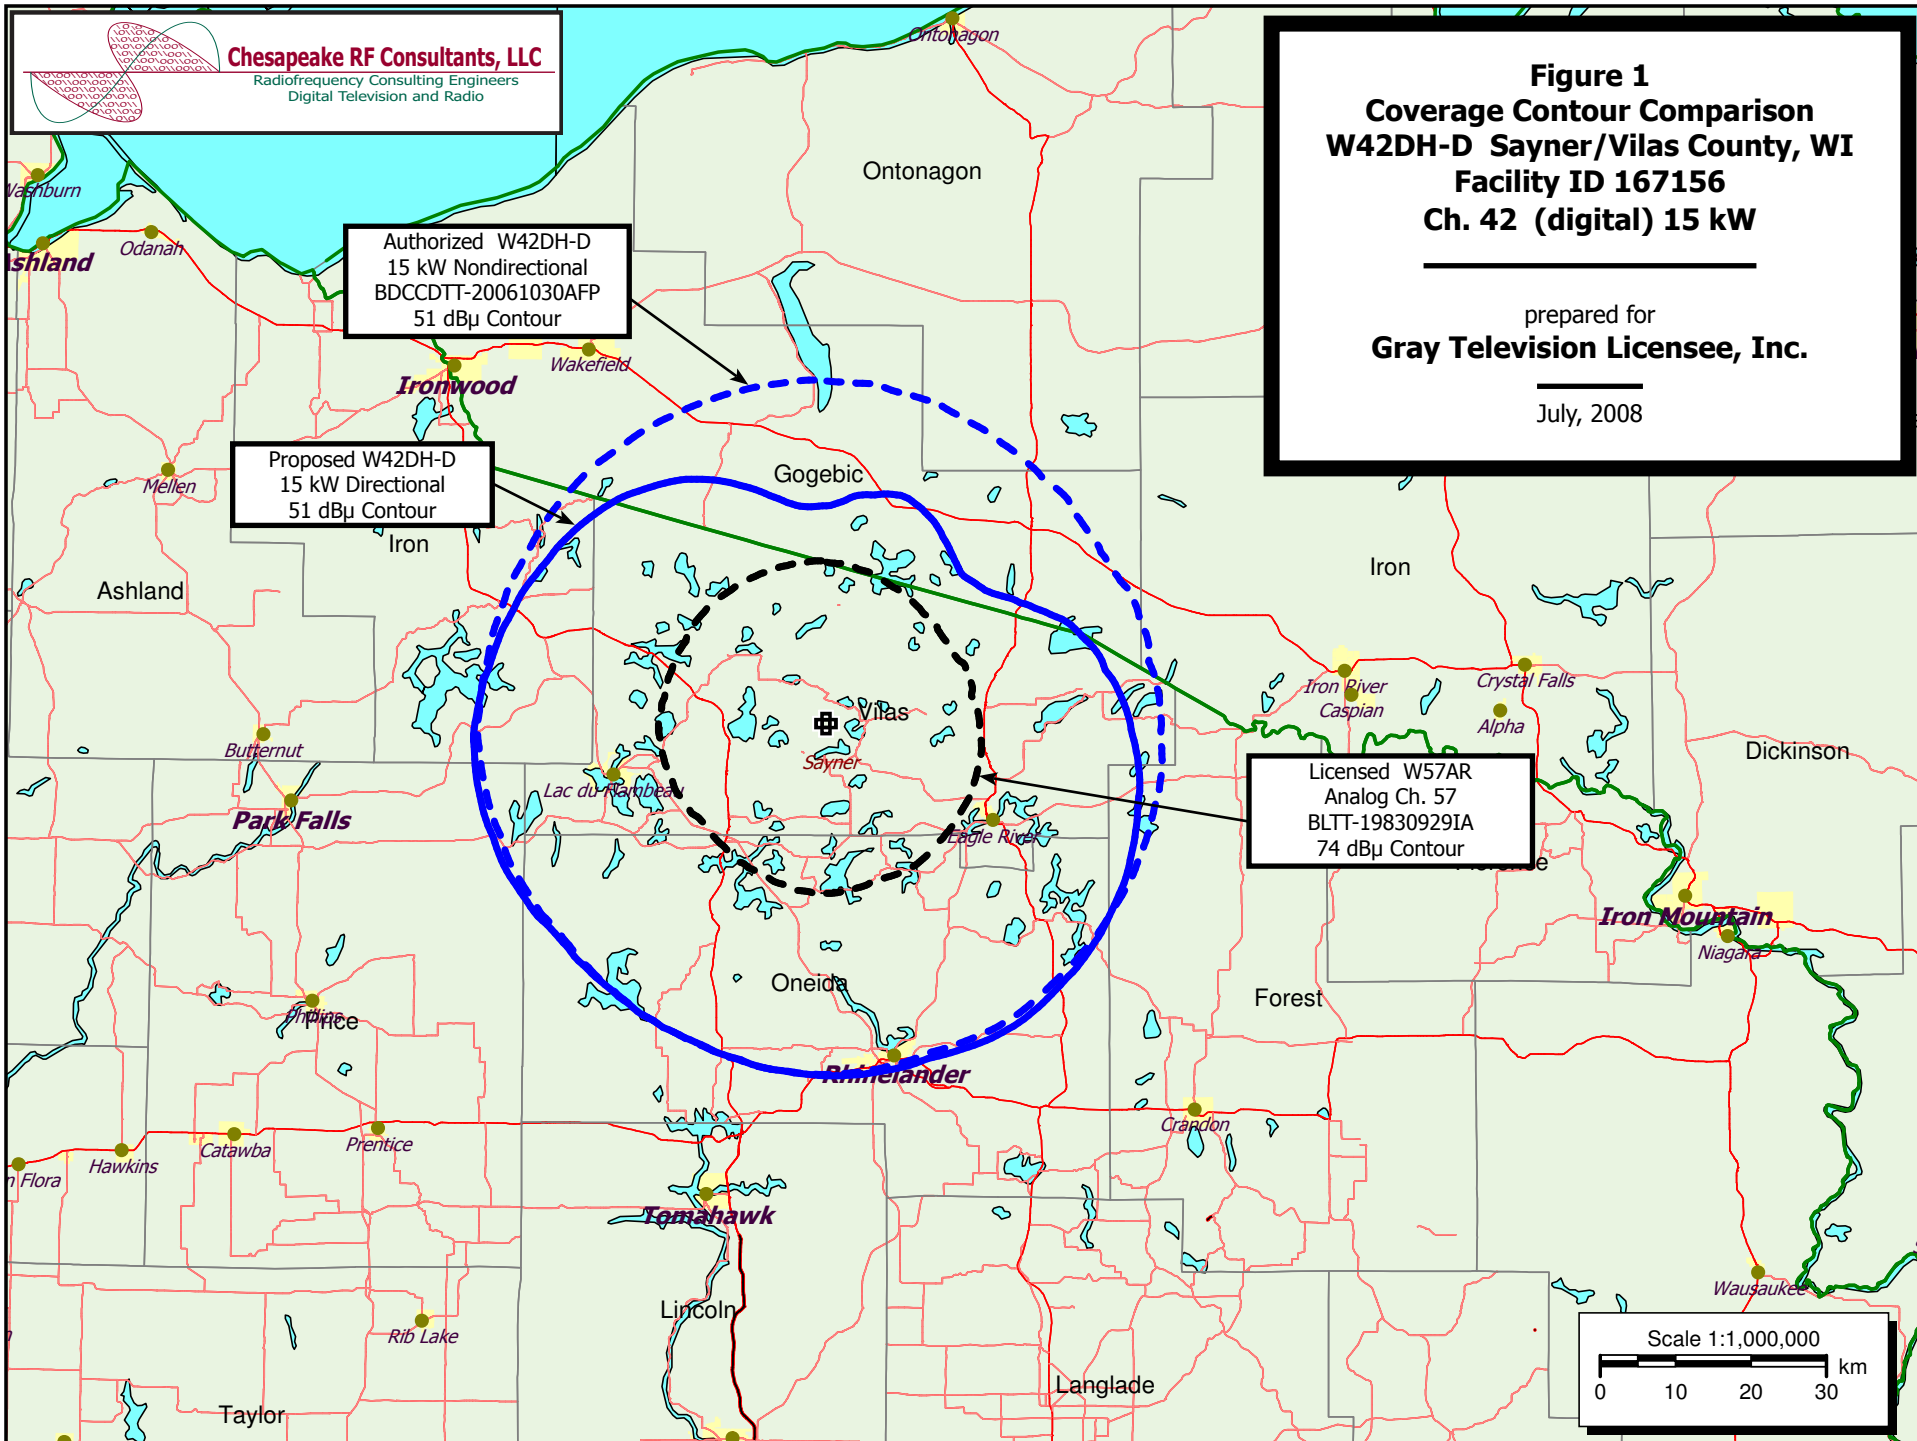 Chesapeake RF Consultants, LLC
Radiofrequency Consulting Engineers
Digital Television and Radio
Figure 1
Coverage Contour Comparison
W42DH-D Sayner/Vilas County, WI
Facility ID 167156
Ch. 42 (digital) 15 kW
prepared for
Gray Television Licensee, Inc.
July, 2008
Ontonagon
Ontonagon
Washburn
Odanah
Ashland
Authorized W42DH-D
15 kW Nondirectional
BDCCDTT-20061030AFP
51 dBµ Contour
Wakefield
Ironwood
Proposed W42DH-D
15 kW Directional
51 dBµ Contour
Gogebic
Mellen
Iron
Iron
Ashland
Iron River
Caspian
Crystal Falls
Alpha
Vilas
Sayner
Butternut
Dickinson
Lac du Flambeau
Park Falls
Eagle River
Licensed W57AR
Analog Ch. 57
BLTT-19830929IA
74 dBµ Contour
Iron Mountain
Niagara
Oneida
Forest
Phillips
Price
Rhinelander
Crandon
Hawkins
Catawba
Prentice
n Flora
Tomahawk
Wausaukee
Lincoln
Rib Lake
Langlade
Taylor
Scale 1:1,000,000
km
0 10 20 30